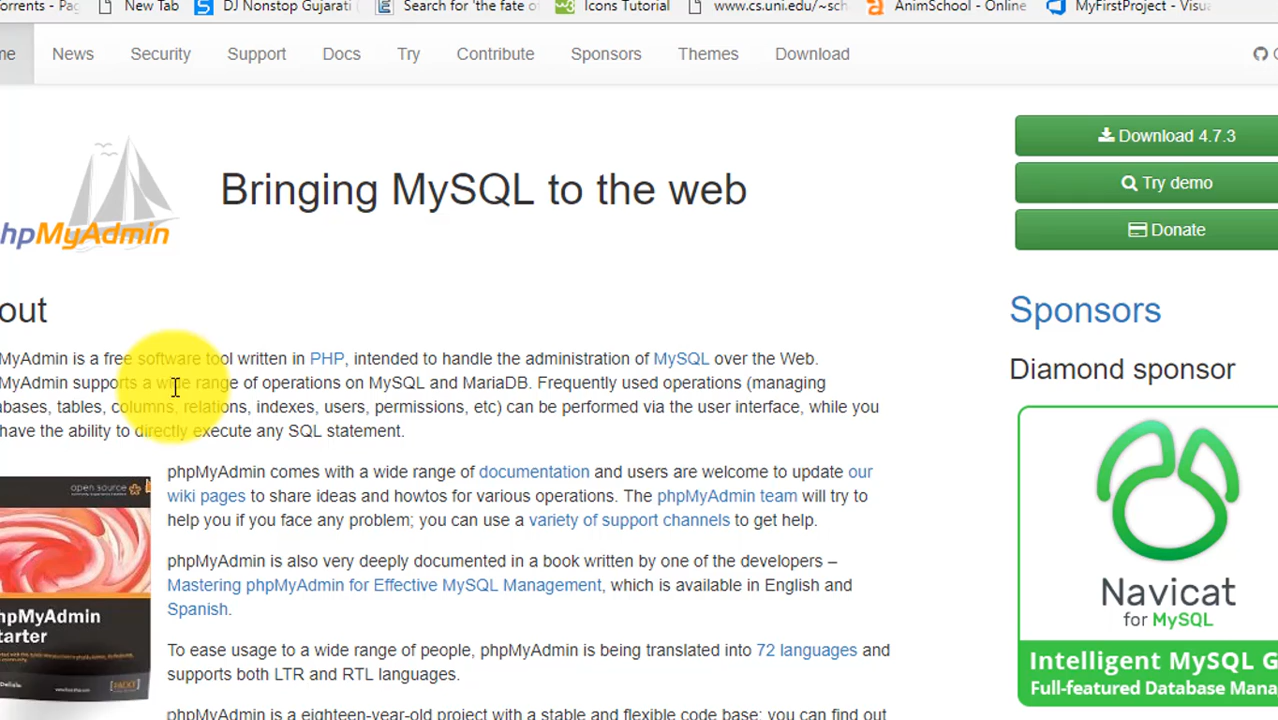 orrents - Pag New Tab DJ Nonstop Gujarati Search for 'the fate o Icons Tutorial www.cs.uni.edu/~sch AnimSchool - Online MyFirstProject - Visu
me News Security Support Docs Try Contribute Sponsors Themes Download
Download 4.7.3
Try demo
Donate
Bringing MySQL to the web
hpMyAdmin
out
MyAdmin is a free software tool written in PHP, intended to handle the administration of MySQL over the Web.
MyAdmin supports a wide range of operations on MySQL and MariaDB. Frequently used operations (managing
abases, tables, columns, relations, indexes, users, permissions, etc) can be performed via the user interface, while you
have the ability to directly execute any SQL statement.
phpMyAdmin comes with a wide range of documentation and users are welcome to update our
wiki pages to share ideas and howtos for various operations. The phpMyAdmin team will try to
help you if you face any problem; you can use a variety of support channels to get help.
phpMyAdmin is also very deeply documented in a book written by one of the developers –
Mastering phpMyAdmin for Effective MySQL Management, which is available in English and
Spanish.
To ease usage to a wide range of people, phpMyAdmin is being translated into 72 languages and
supports both LTR and RTL languages.
phpMyAdmin is a eighteen-year-old project with a stable and flexible code base; you can find out
open source
hpMyAdmin
tarter
[PACKT]
Sponsors
Diamond sponsor
Navicat
for MySQL
Intelligent MySQL G
Full-featured Database Mana